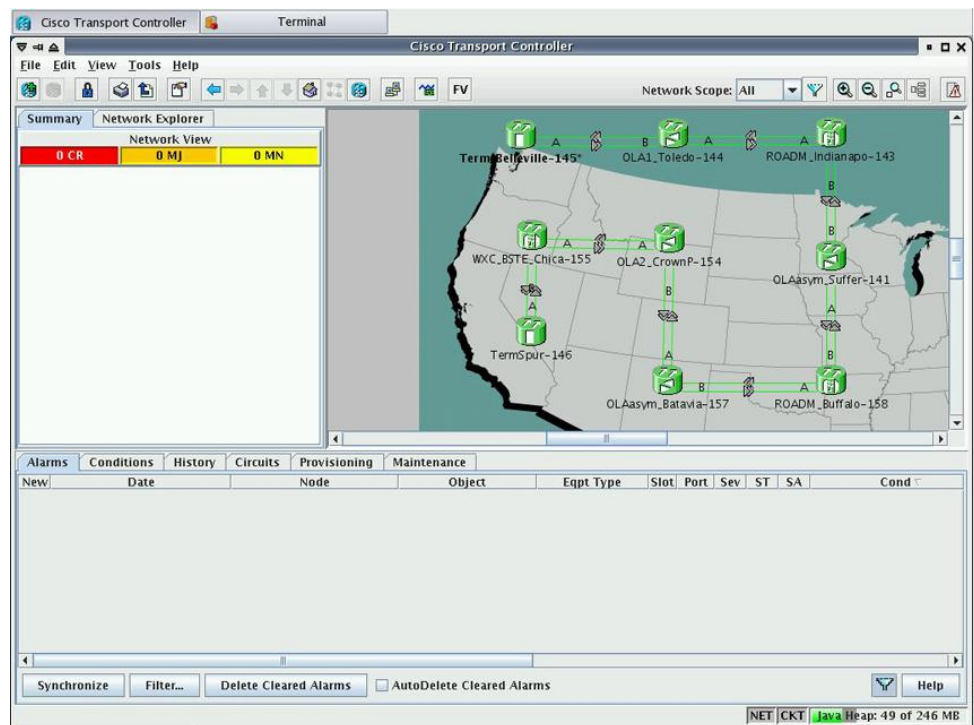 Cisco Transport Controller
Terminal
Cisco Transport Controller
File Edit View Tools Help
FV
Network Scope: All
Summary Network Explorer
Network View
0 CR 0 MJ 0 MN
A B A
Term_Belleville-145* OLA1_Toledo-144 ROADM_Indianapo-143
B
B
A A
WXC_BSTE_Chica-155 OLA2_CrownP-154
OLAasym_Suffer-141
B B
A A
TermSpur-146
A B
B A
OLAasym_Batavia-157 ROADM_Buffalo-158
Alarms Conditions History Circuits Provisioning Maintenance
New Date Node Object Eqpt Type Slot Port Sev ST SA Cond
Synchronize Filter... Delete Cleared Alarms AutoDelete Cleared Alarms Help
NET CKT Java Heap: 49 of 246 MB